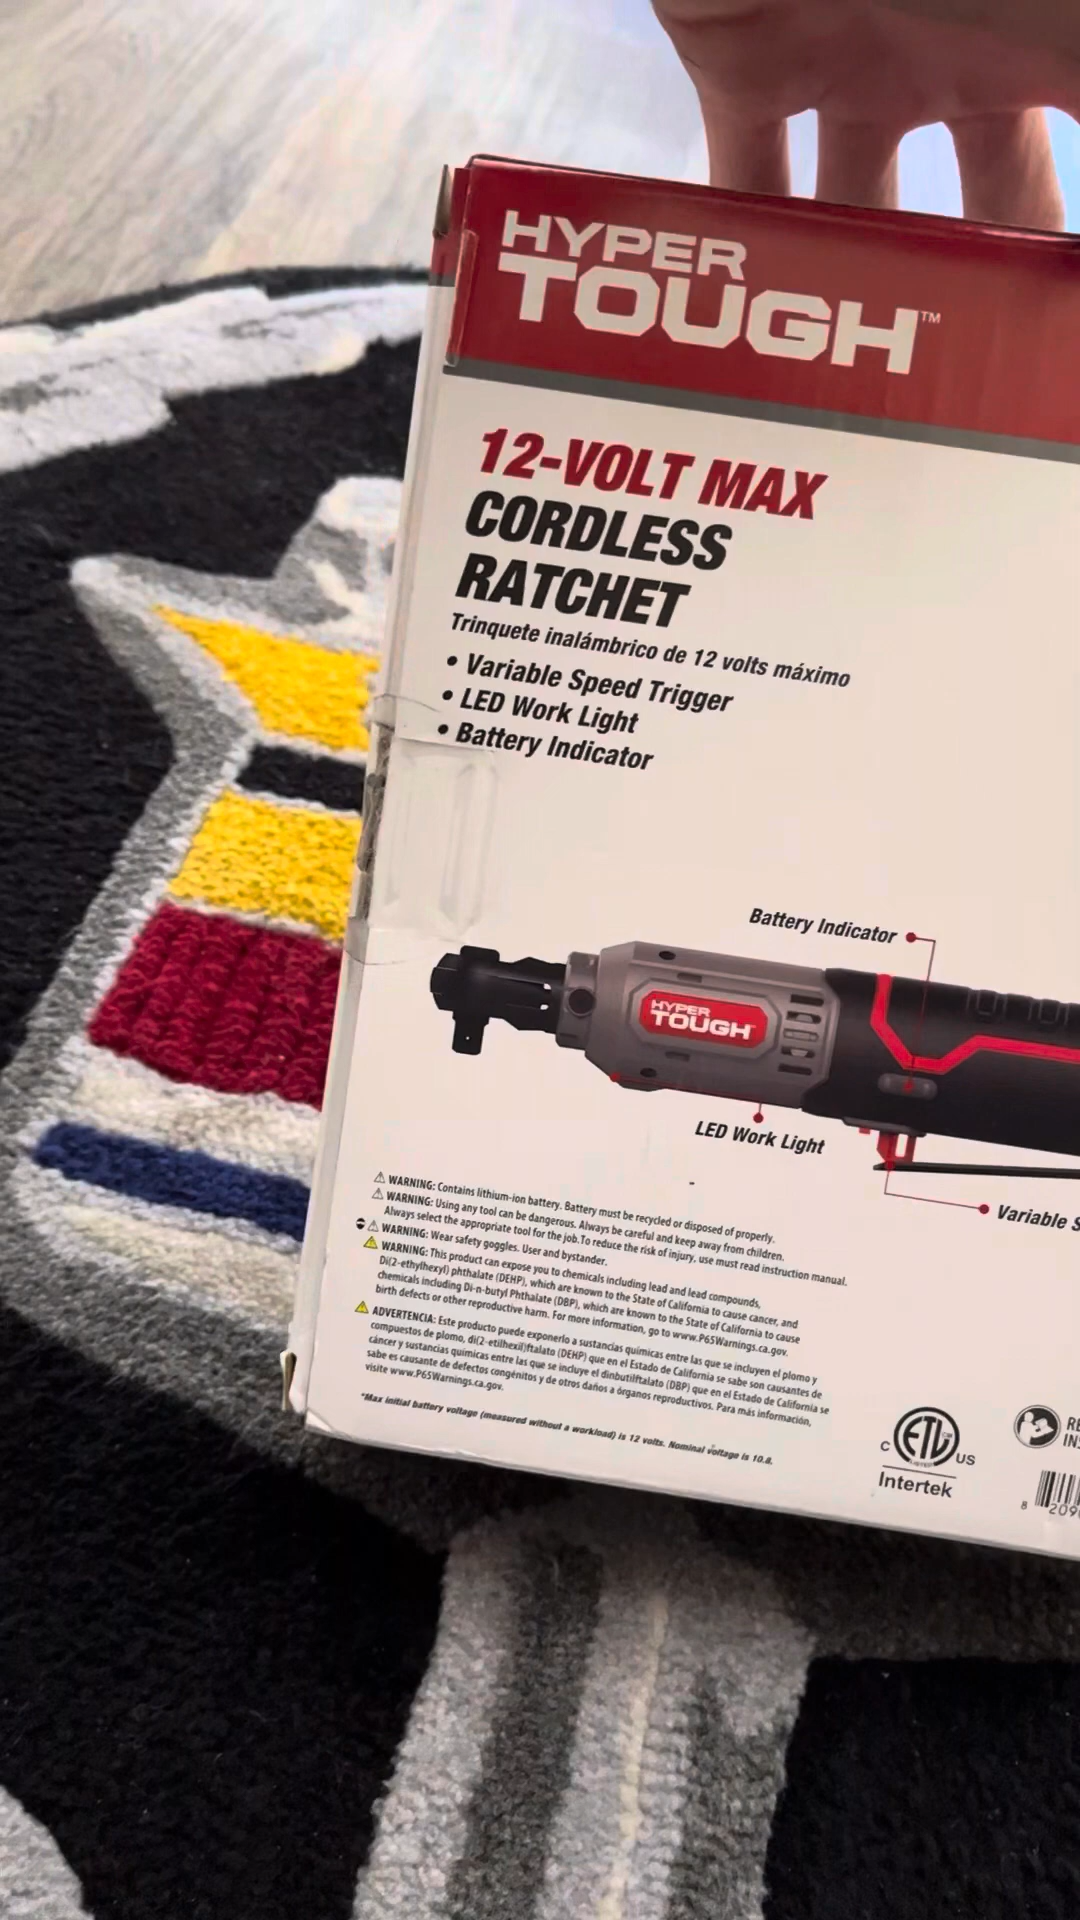 HYPER
TOUGH™
12-VOLT MAX
CORDLESS
RATCHET
Trinquete inalámbrico de 12 volts máximo
• Variable Speed Trigger
• LED Work Light
• Battery Indicator
Battery Indicator
HYPER
TOUGH
LED Work Light
Variable S
WARNING: Contains lithium-ion battery. Battery must be recycled or disposed of properly.
WARNING: Using any tool can be dangerous. Always be careful and keep away from children.
Always select the appropriate tool for the job. To reduce the risk of injury, use must read instruction manual.
WARNING: Wear safety goggles. User and bystander.
WARNING: This product can expose you to chemicals including lead and lead compounds,
Di(2-ethylhexyl) phthalate (DEHP), which are known to the State of California to cause cancer, and
chemicals including Di-n-butyl Phthalate (DBP), which are known to the State of California to cause
birth defects or other reproductive harm. For more information, go to www.P65Warnings.ca.gov.
ADVERTENCIA: Este producto puede exponerlo a sustancias químicas entre las que se incluyen el plomo y
compuestos de plomo, di(2-etilhexil)ftalato (DEHP) que en el Estado de California se sabe son causantes de
cáncer y sustancias químicas entre las que se incluye el dinbutilftalato (DBP) que en el Estado de California se
sabe es causante de defectos congénitos y de otros daños a órganos reproductivos. Para más información,
visite www.P65Warnings.ca.gov.
*Max initial battery voltage (measured without a workload) is 12 volts. Nominal voltage is 10.8.
C ETL US
LISTED
Intertek
RE
INS
8 209